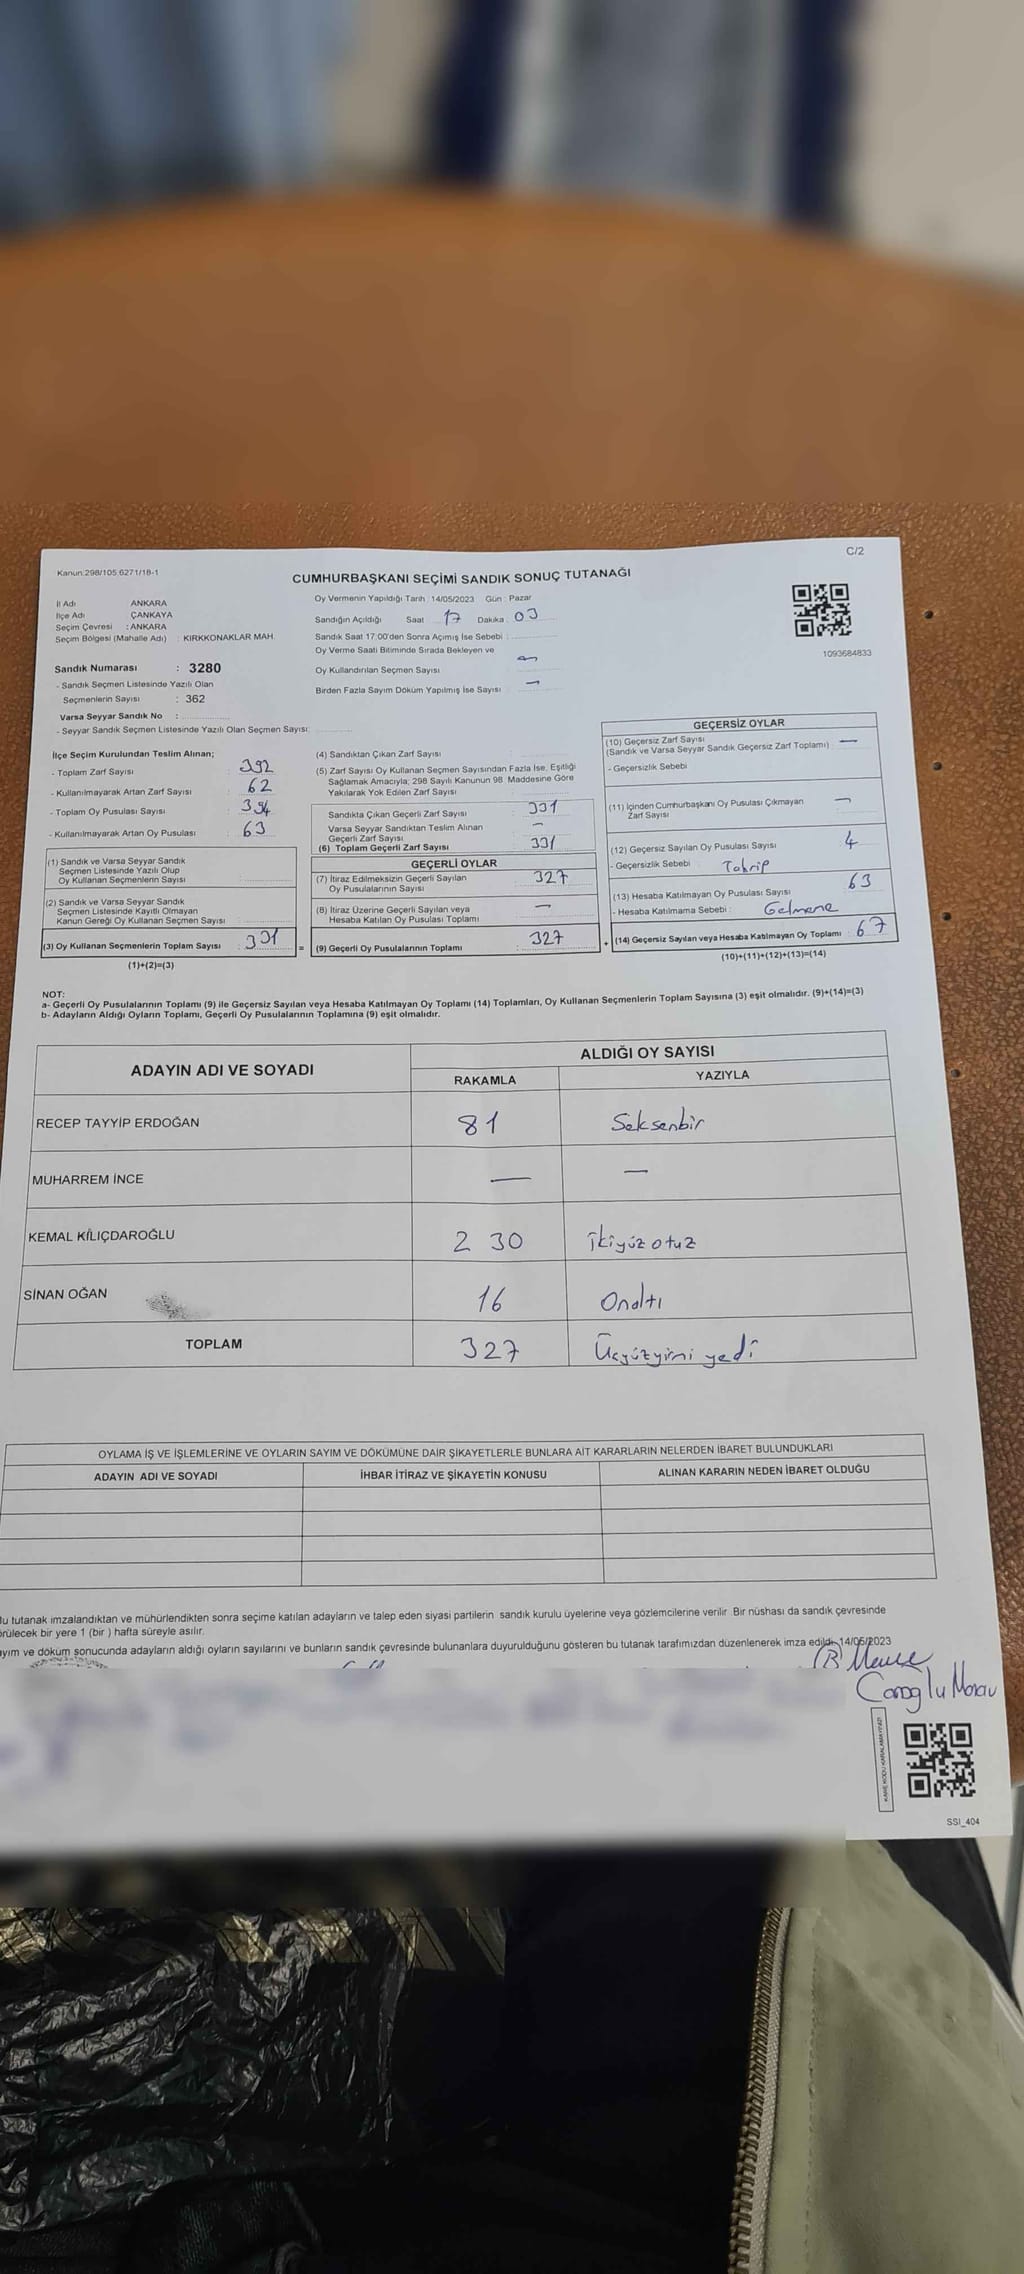 C/2
Kanun:298/105,6271/18-1
CUMHURBAŞKANI SEÇİMİ SANDIK SONUÇ TUTANAĞI
İl Adı ANKARA
İlçe Adı ÇANKAYA
Seçim Çevresi : ANKARA
Seçim Bölgesi (Mahalle Adı) : KIRKKONAKLAR MAH.
Sandık Numarası : 3280
- Sandık Seçmen Listesinde Yazılı Olan
Seçmenlerin Sayısı : 362
Varsa Seyyar Sandık No :
- Seyyar Sandık Seçmen Listesinde Yazılı Olan Seçmen Sayısı:
Oy Vermenin Yapıldığı Tarih : 14/05/2023 Gün : Pazar
Sandığın Açıldığı Saat 17 Dakika : 03
Sandık Saat 17:00'den Sonra Açımış İse Sebebi :
Oy Verme Saati Bitiminde Sırada Bekleyen ve
Oy Kullandırılan Seçmen Sayısı
Birden Fazla Sayım Döküm Yapılmış İse Sayısı —
1093684833
İlçe Seçim Kurulundan Teslim Alınan;
- Toplam Zarf Sayısı : 392
- Kullanılmayarak Artan Zarf Sayısı : 62
- Toplam Oy Pusulası Sayısı : 394
- Kullanılmayarak Artan Oy Pusulası : 63
(1) Sandık ve Varsa Seyyar Sandık
Seçmen Listesinde Yazılı Olup
Oy Kullanan Seçmenlerin Sayısı
(2) Sandık ve Varsa Seyyar Sandık
Seçmen Listesinde Kayıtlı Olmayan
Kanun Gereği Oy Kullanan Seçmen Sayısı
(3) Oy Kullanan Seçmenlerin Toplam Sayısı : 331 =
(1)+(2)=(3)
(4) Sandıktan Çıkan Zarf Sayısı
(5) Zarf Sayısı Oy Kullanan Seçmen Sayısından Fazla İse, Eşitliği
Sağlamak Amacıyla; 298 Sayılı Kanunun 98. Maddesine Göre
Yakılarak Yok Edilen Zarf Sayısı
Sandıkta Çıkan Geçerli Zarf Sayısı 331
Varsa Seyyar Sandıktan Teslim Alınan
Geçerli Zarf Sayısı —
(6) Toplam Geçerli Zarf Sayısı 331
GEÇERLİ OYLAR
(7) İtiraz Edilmeksizin Geçerli Sayılan
Oy Pusulalarının Sayısı 327
(8) İtiraz Üzerine Geçerli Sayılan veya
Hesaba Katılan Oy Pusulası Toplamı —
(9) Geçerli Oy Pusulalarının Toplamı : 327 +
GEÇERSİZ OYLAR
(10) Geçersiz Zarf Sayısı
(Sandık ve Varsa Seyyar Sandık Geçersiz Zarf Toplamı) : —
- Geçersizlik Sebebi
(11) İçinden Cumhurbaşkanı Oy Pusulası Çıkmayan
Zarf Sayısı —
(12) Geçersiz Sayılan Oy Pusulası Sayısı 4
- Geçersizlik Sebebi : Tahrip
(13) Hesaba Katılmayan Oy Pusulası Sayısı 63
- Hesaba Katılmama Sebebi : Gelmeme
(14) Geçersiz Sayılan veya Hesaba Katılmayan Oy Toplamı : 67
(10)+(11)+(12)+(13)=(14)
NOT:
a- Geçerli Oy Pusulalarının Toplamı (9) ile Geçersiz Sayılan veya Hesaba Katılmayan Oy Toplamı (14) Toplamları, Oy Kullanan Seçmenlerin Toplam Sayısına (3) eşit olmalıdır. (9)+(14)=(3)
b- Adayların Aldığı Oyların Toplamı, Geçerli Oy Pusulalarının Toplamına (9) eşit olmalıdır.
ADAYIN ADI VE SOYADI ALDIĞI OY SAYISI
RAKAMLA YAZIYLA
RECEP TAYYİP ERDOĞAN 81 Seksenbir
MUHARREM İNCE — —
KEMAL KILIÇDAROĞLU 230 ikiyüz otuz
SİNAN OĞAN 16 Onaltı
TOPLAM 327 Üçyüzyirmi yedi
OYLAMA İŞ VE İŞLEMLERİNE VE OYLARIN SAYIM VE DÖKÜMÜNE DAİR ŞİKAYETLERLE BUNLARA AİT KARARLARIN NELERDEN İBARET BULUNDUKLARI
ADAYIN ADI VE SOYADI İHBAR İTİRAZ VE ŞİKAYETİN KONUSU ALINAN KARARIN NEDEN İBARET OLDUĞU
Bu tutanak imzalandıktan ve mühürlendikten sonra seçime katılan adayların ve talep eden siyasi partilerin sandık kurulu üyelerine veya gözlemcilerine verilir. Bir nüshası da sandık çevresinde
örülecek bir yere 1 (bir ) hafta süreyle asılır.
ayım ve döküm sonucunda adayların aldığı oyların sayılarını ve bunların sandık çevresinde bulunanlara duyurulduğunu gösteren bu tutanak tarafımızdan düzenlenerek imza edildi. 14/05/2023
KARE KODU KARALAMAYINIZ!
SSI_404